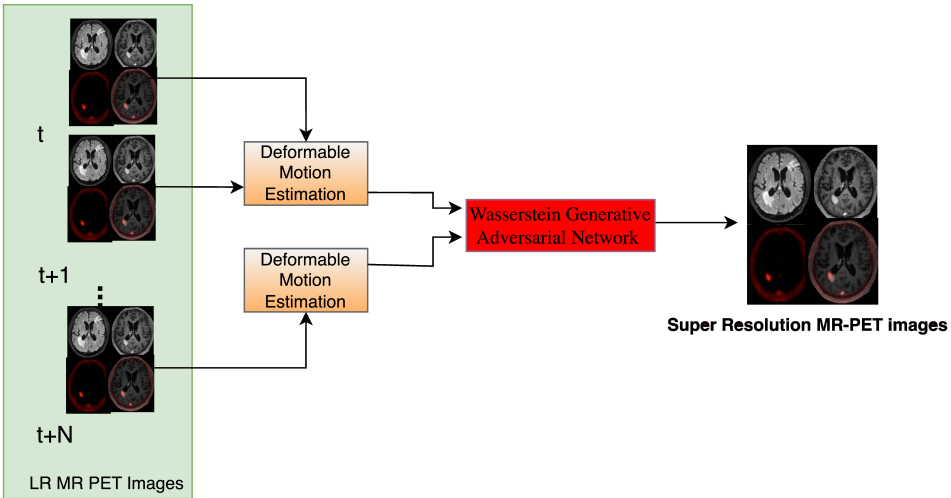 t
t+1
t+N
LR MR PET Images
Deformable
Motion
Estimation
Deformable
Motion
Estimation
Wasserstein Generative
Adversarial Network
Super Resolution MR-PET images